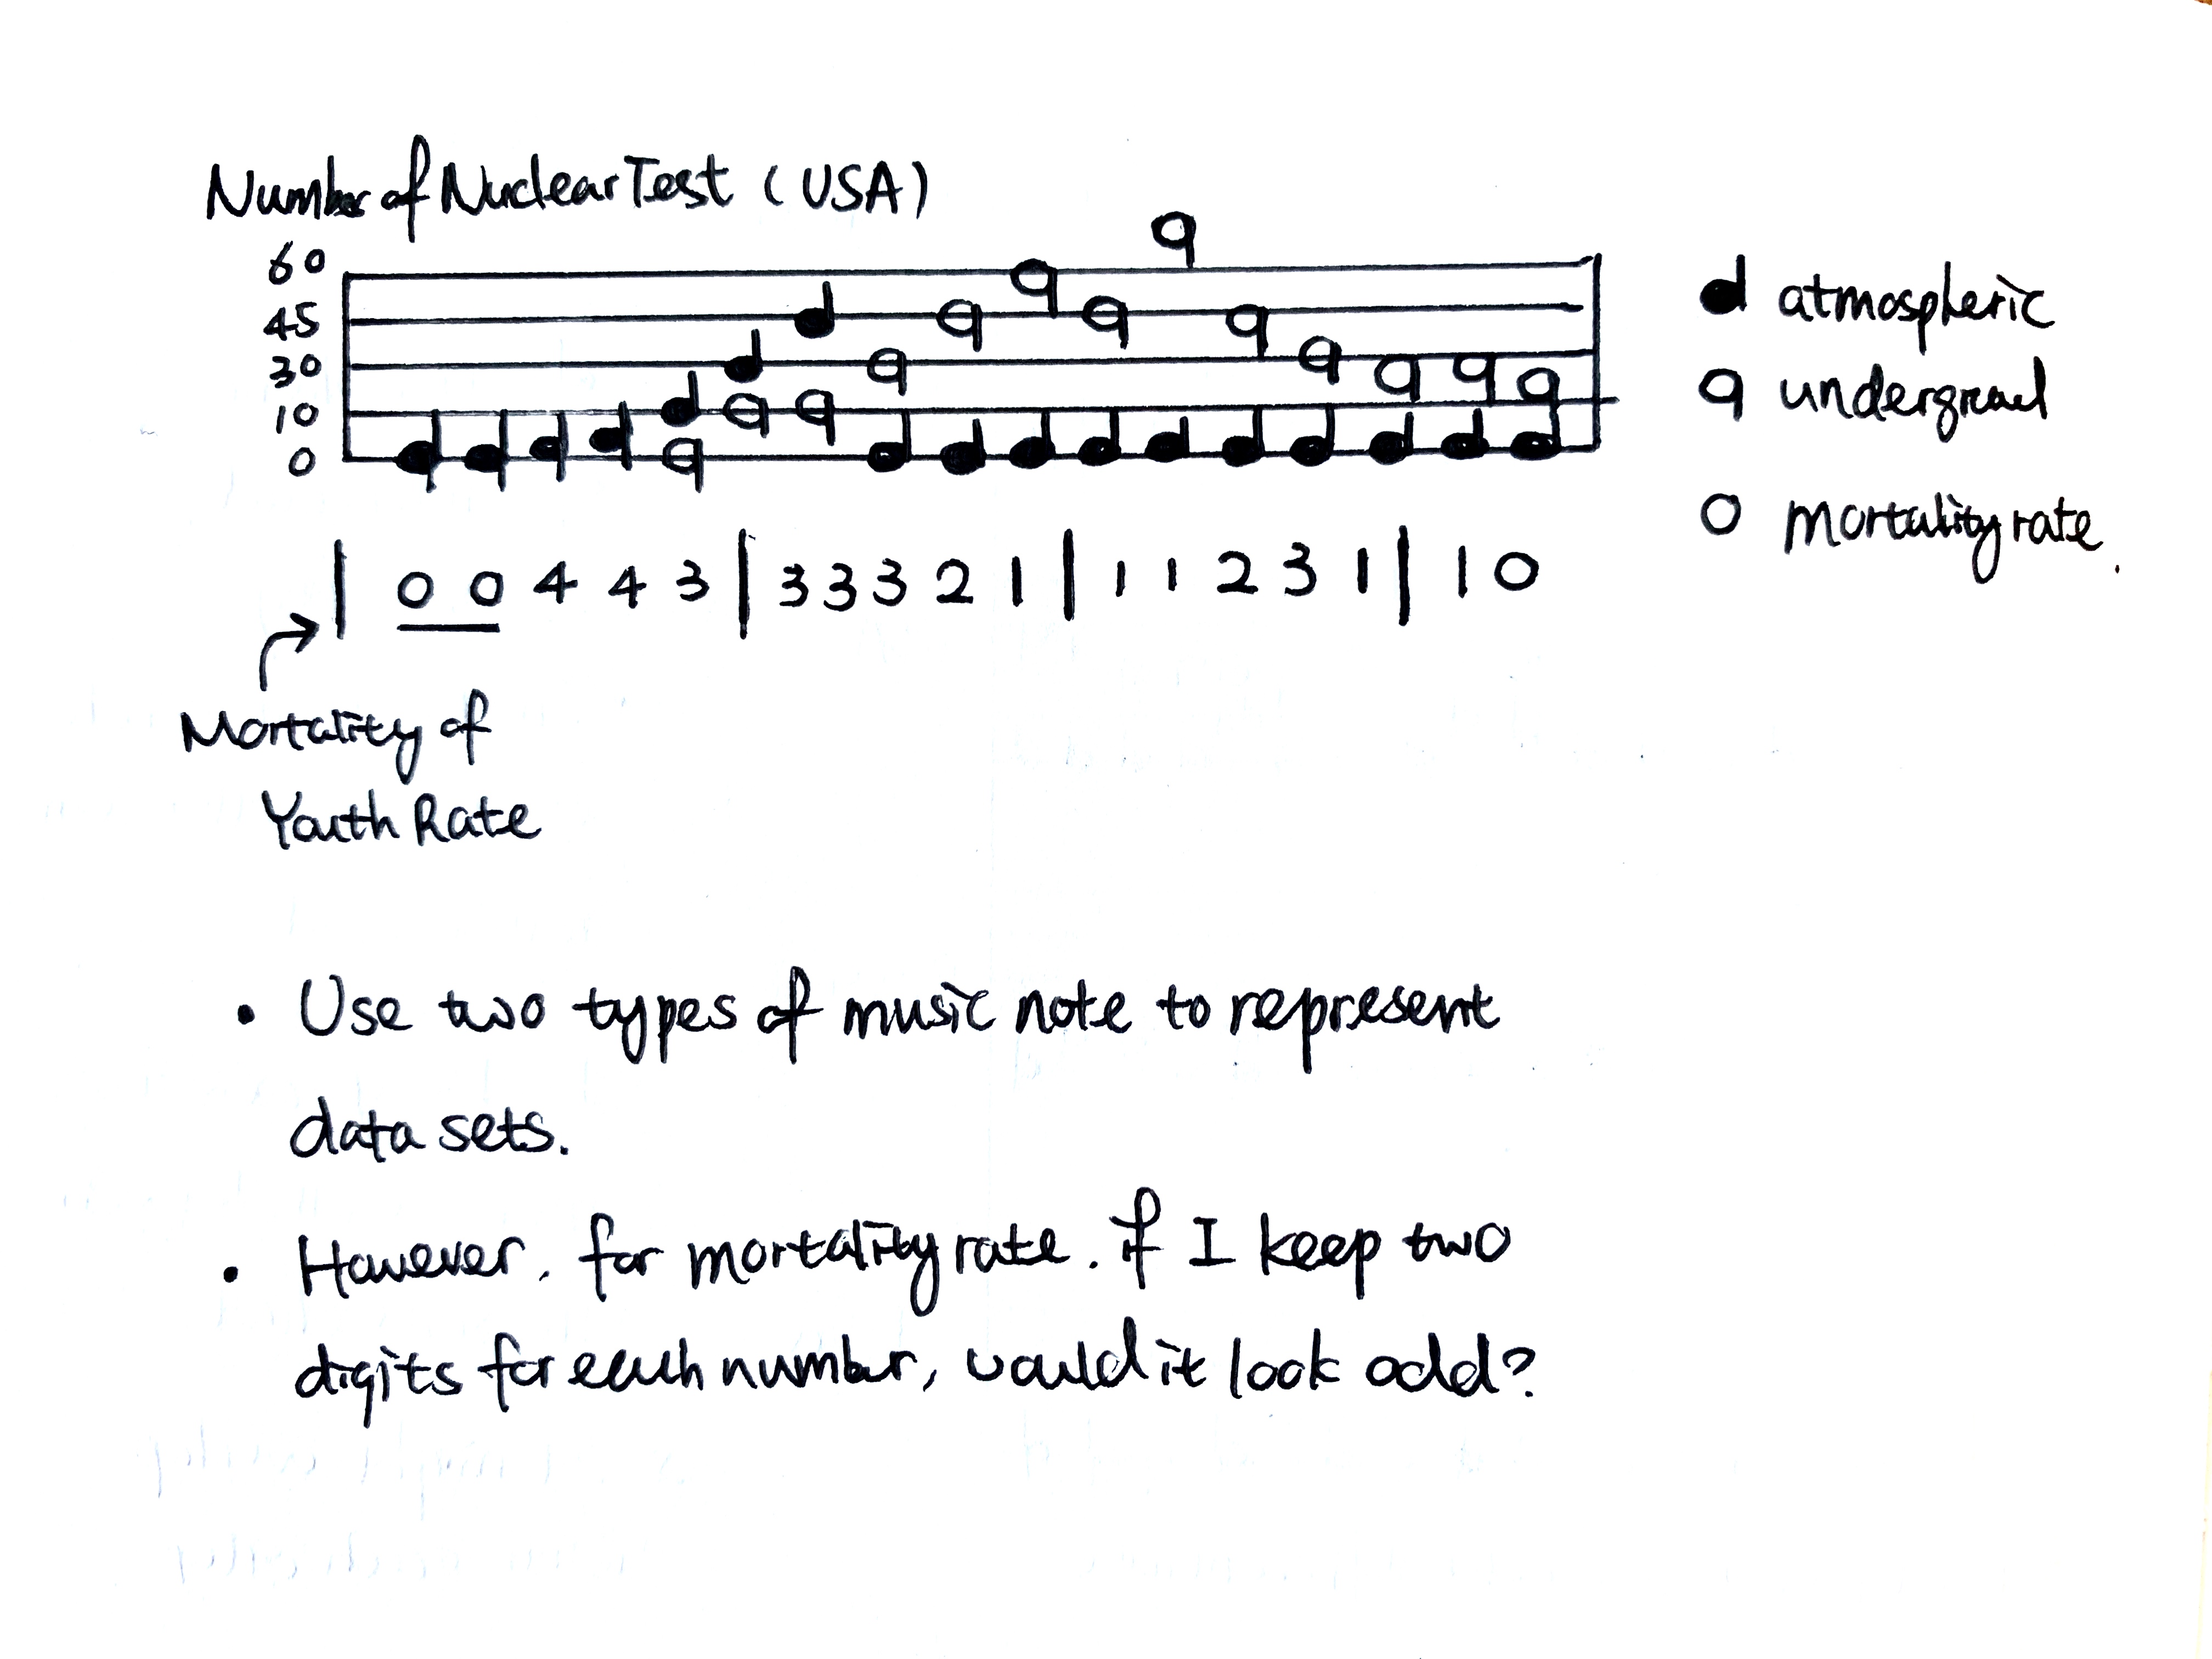 Number of Nuclear Test (USA)
60
45
30
10
0
atmospheric
undergraul
mortality rate.
| 0 0 4 4 3 | 3 3 3 2 1 | 1 1 2 3 1 | 1 0
Mortality of
Youth Rate
• Use two types of music note to represent
data sets.
• However. for mortality rate. if I keep two
digits for each number, would it look odd?